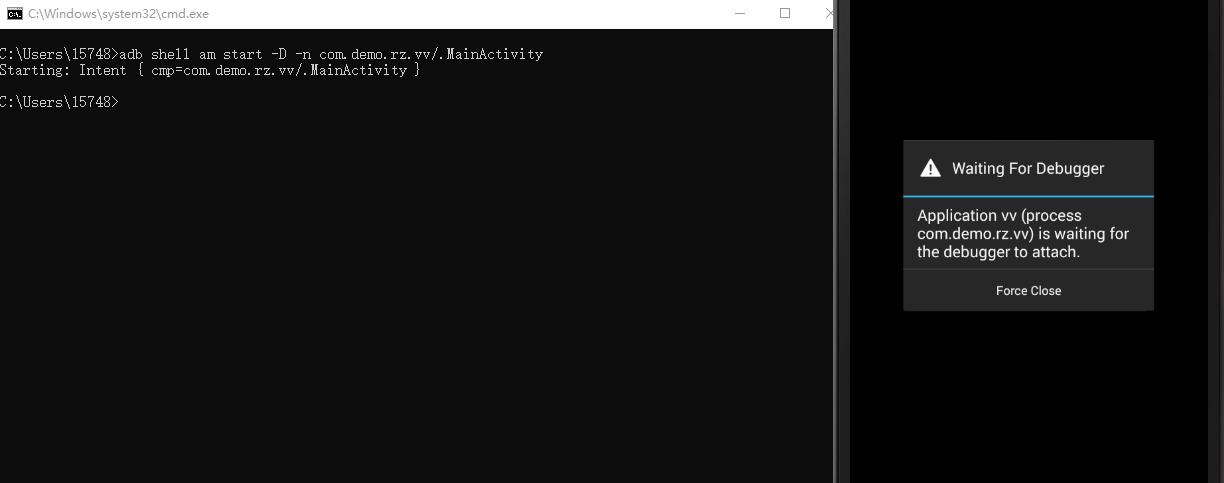 C:\Windows\system32\cmd.exe
C:\Users\15748>adb shell am start -D -n com.demo.rz.vv/.MainActivity
Starting: Intent { cmp=com.demo.rz.vv/.MainActivity }
C:\Users\15748>
Waiting For Debugger
Application vv (process
com.demo.rz.vv) is waiting for
the debugger to attach.
Force Close